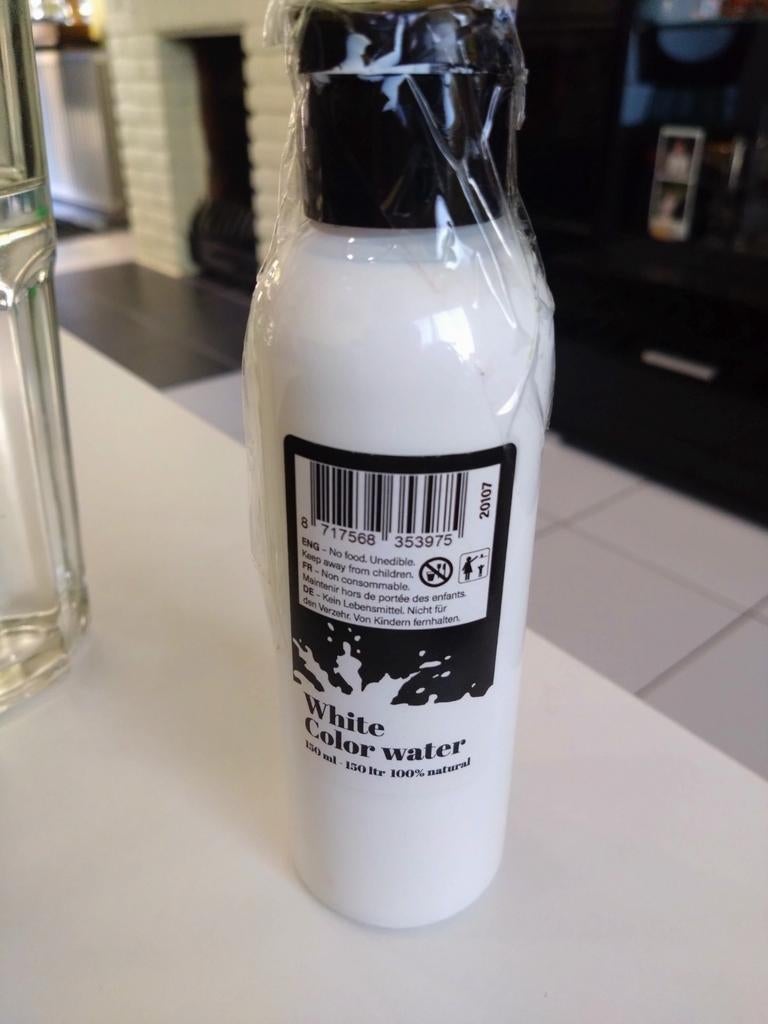 20107
8 717568 353975
ENG - No food. Unedible.
Keep away from children.
FR - Non consommable.
Maintenir hors de portée des enfants.
DE - Kein Lebensmittel. Nicht für
den Verzehr. Von Kindern fernhalten.
White
Color water
150 ml - 150 ltr 100% natural